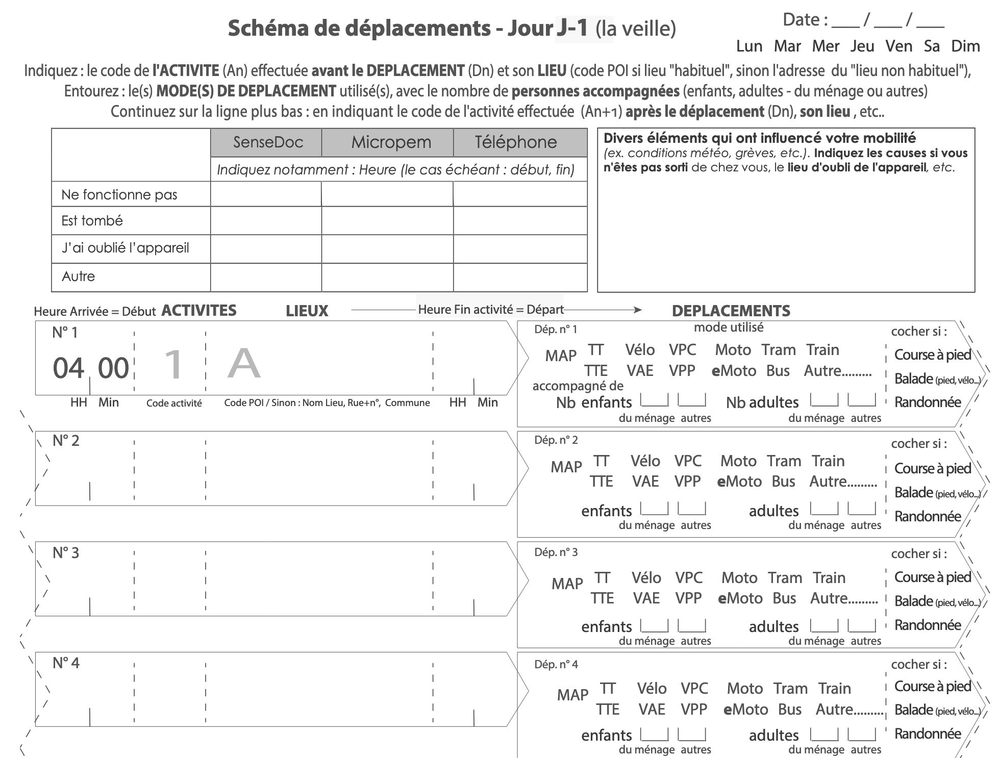 Schéma de déplacements - Jour J-1 (la veille)
Date : ___ / ___ / ___
Lun Mar Mer Jeu Ven Sa Dim
Indiquez : le code de l'ACTIVITE (An) effectuée avant le DEPLACEMENT (Dn) et son LIEU (code POI si lieu "habituel", sinon l'adresse du "lieu non habituel"),
Entourez : le(s) MODE(S) DE DEPLACEMENT utilisé(s), avec le nombre de personnes accompagnées (enfants, adultes - du ménage ou autres)
Continuez sur la ligne plus bas : en indiquant le code de l'activité effectuée (An+1) après le déplacement (Dn), son lieu , etc..
SenseDoc Micropem Téléphone
Indiquez notamment : Heure (le cas échéant : début, fin)
Ne fonctionne pas
Est tombé
J'ai oublié l'appareil
Autre
Divers éléments qui ont influencé votre mobilité
(ex. conditions météo, grèves, etc.). Indiquez les causes si vous
n'êtes pas sorti de chez vous, le lieu d'oubli de l'appareil, etc.
Heure Arrivée = Début ACTIVITES LIEUX Heure Fin activité = Départ DEPLACEMENTS
N° 1
04 00 1 A
HH Min Code activité Code POI / Sinon : Nom Lieu, Rue+n°, Commune HH Min
Dép. n° 1 mode utilisé cocher si :
MAP TT Vélo VPC Moto Tram Train Course à pied
TTE VAE VPP eMoto Bus Autre......... Balade (pied, vélo...)
accompagné de
Nb enfants Nb adultes Randonnée
du ménage autres du ménage autres
N° 2
Dép. n° 2 cocher si :
MAP TT Vélo VPC Moto Tram Train Course à pied
TTE VAE VPP eMoto Bus Autre......... Balade (pied, vélo...)
enfants adultes Randonnée
du ménage autres du ménage autres
N° 3
Dép. n° 3 cocher si :
MAP TT Vélo VPC Moto Tram Train Course à pied
TTE VAE VPP eMoto Bus Autre......... Balade (pied, vélo...)
enfants adultes Randonnée
du ménage autres du ménage autres
N° 4
Dép. n° 4 cocher si :
MAP TT Vélo VPC Moto Tram Train Course à pied
TTE VAE VPP eMoto Bus Autre......... Balade (pied, vélo...)
enfants adultes Randonnée
du ménage autres du ménage autres